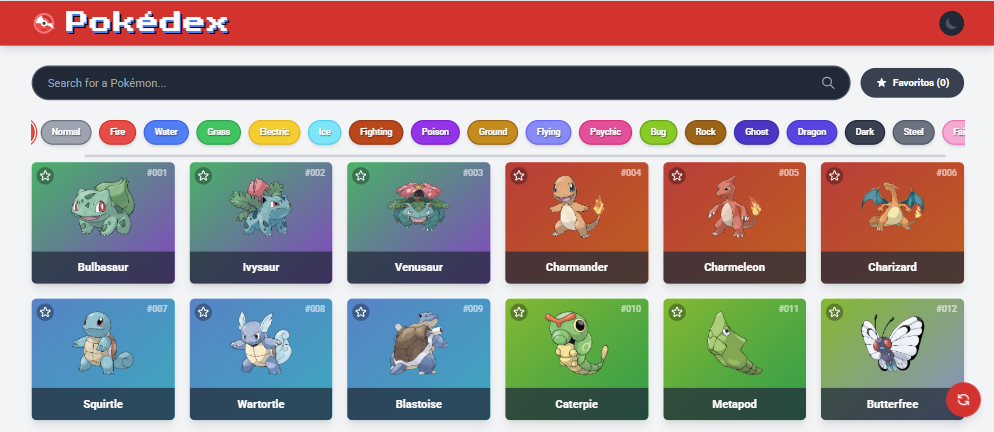 Pokédex
Search for a Pokémon...
★ Favoritos (0)
Normal Fire Water Grass Electric Ice Fighting Poison Ground Flying Psychic Bug Rock Ghost Dragon Dark Steel
#001 #002 #003 #004 #005 #006
Bulbasaur Ivysaur Venusaur Charmander Charmeleon Charizard
#007 #008 #009 #010 #011 #012
Squirtle Wartortle Blastoise Caterpie Metapod Butterfree